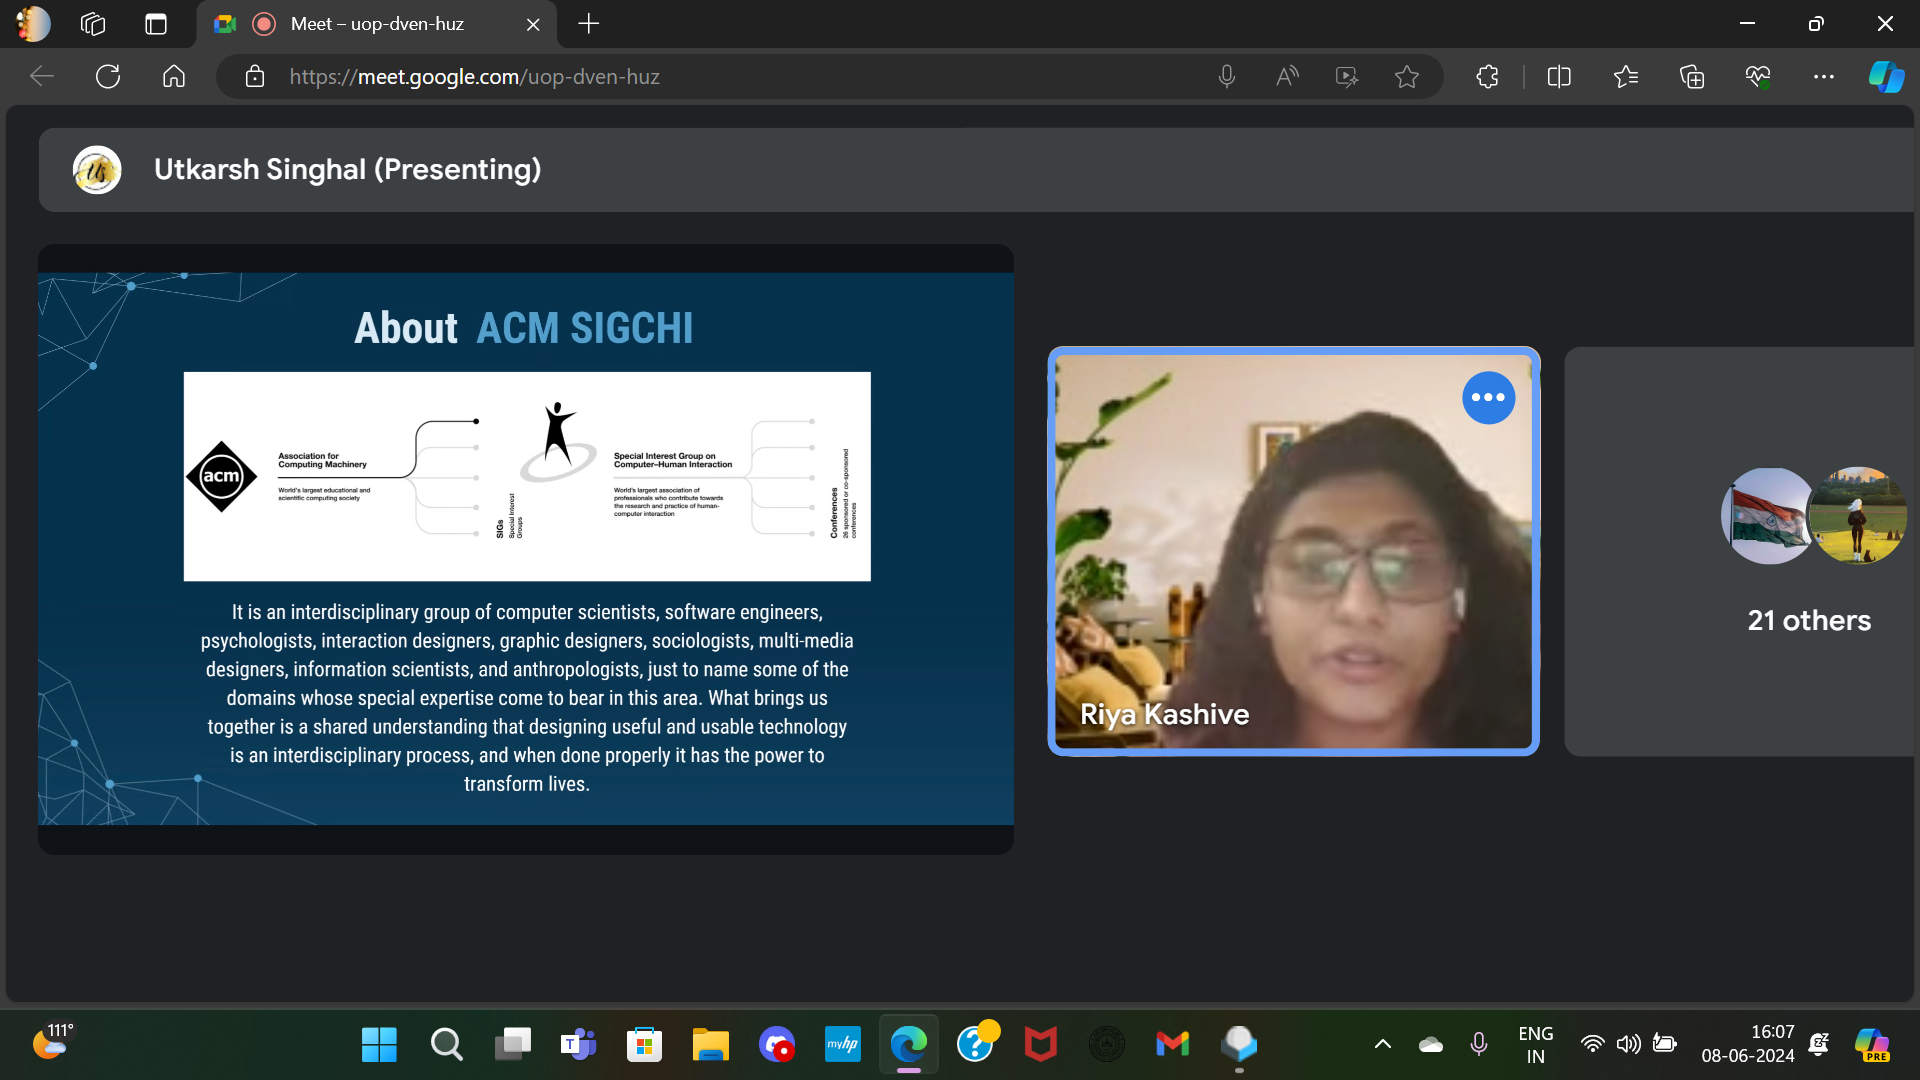 Meet – uop-dven-huz
https://meet.google.com/uop-dven-huz
Utkarsh Singhal (Presenting)
About ACM SIGCHI
acm
Association for
Computing Machinery
World's largest educational and
scientific computing society
SIGs
Special Interest
Groups
Special Interest Group on
Computer–Human Interaction
World's largest association of
professionals who contribute towards
the research and practice of human-
computer interaction
Conferences
26 sponsored or co-sponsored
conferences
It is an interdisciplinary group of computer scientists, software engineers,
psychologists, interaction designers, graphic designers, sociologists, multi-media
designers, information scientists, and anthropologists, just to name some of the
domains whose special expertise come to bear in this area. What brings us
together is a shared understanding that designing useful and usable technology
is an interdisciplinary process, and when done properly it has the power to
transform lives.
Riya Kashive
21 others
111°
myhp
ENG
IN
16:07
08-06-2024
PRE